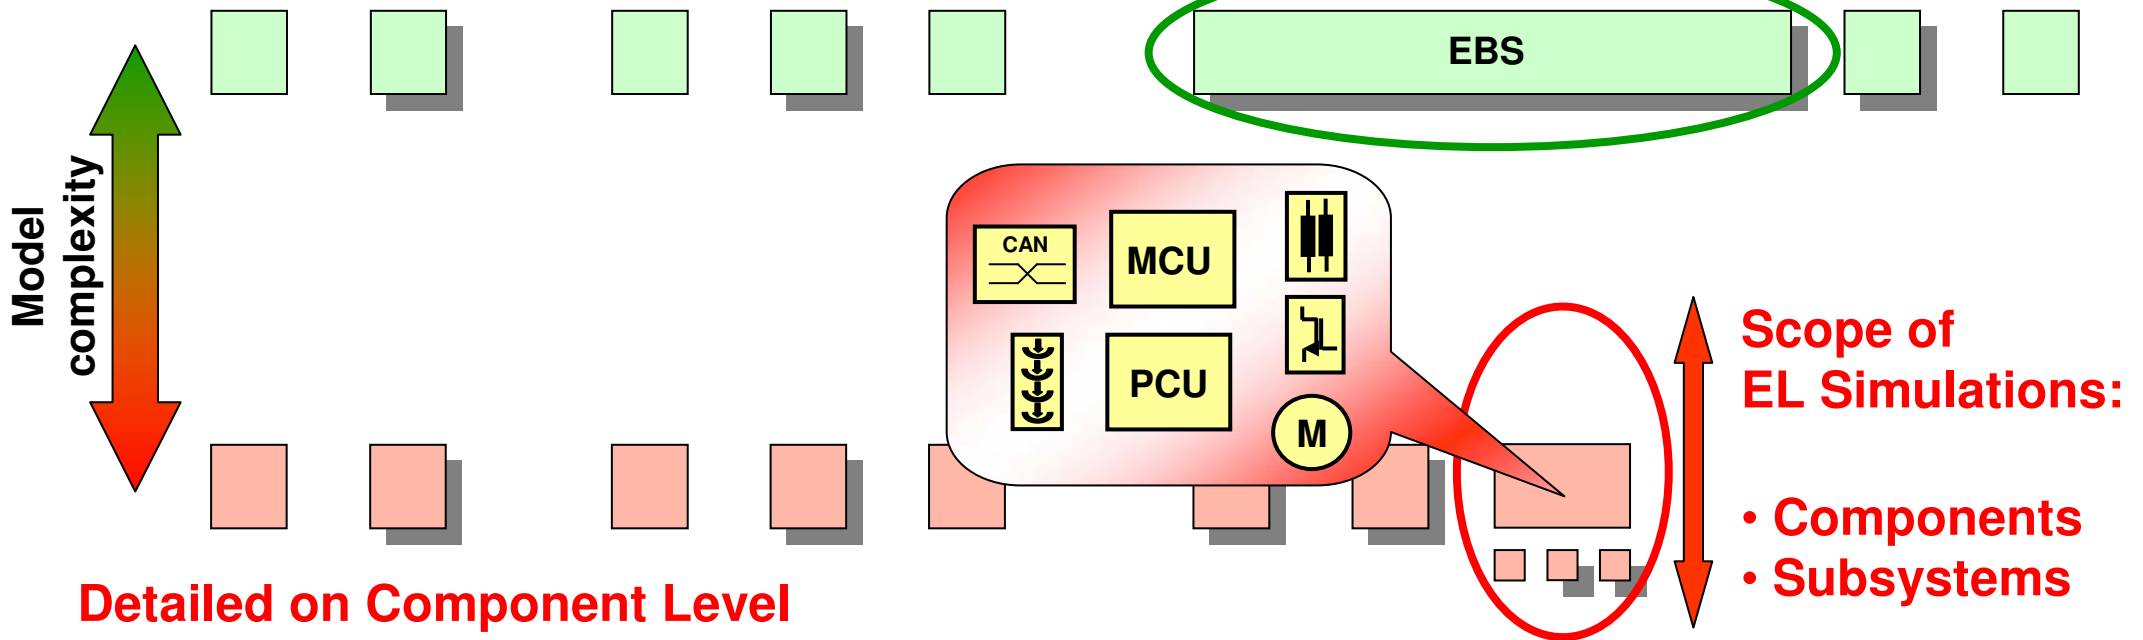 EBS
Model
complexity
CAN
MCU
PCU
M
Scope of
EL Simulations:
• Components
• Subsystems
Detailed on Component Level